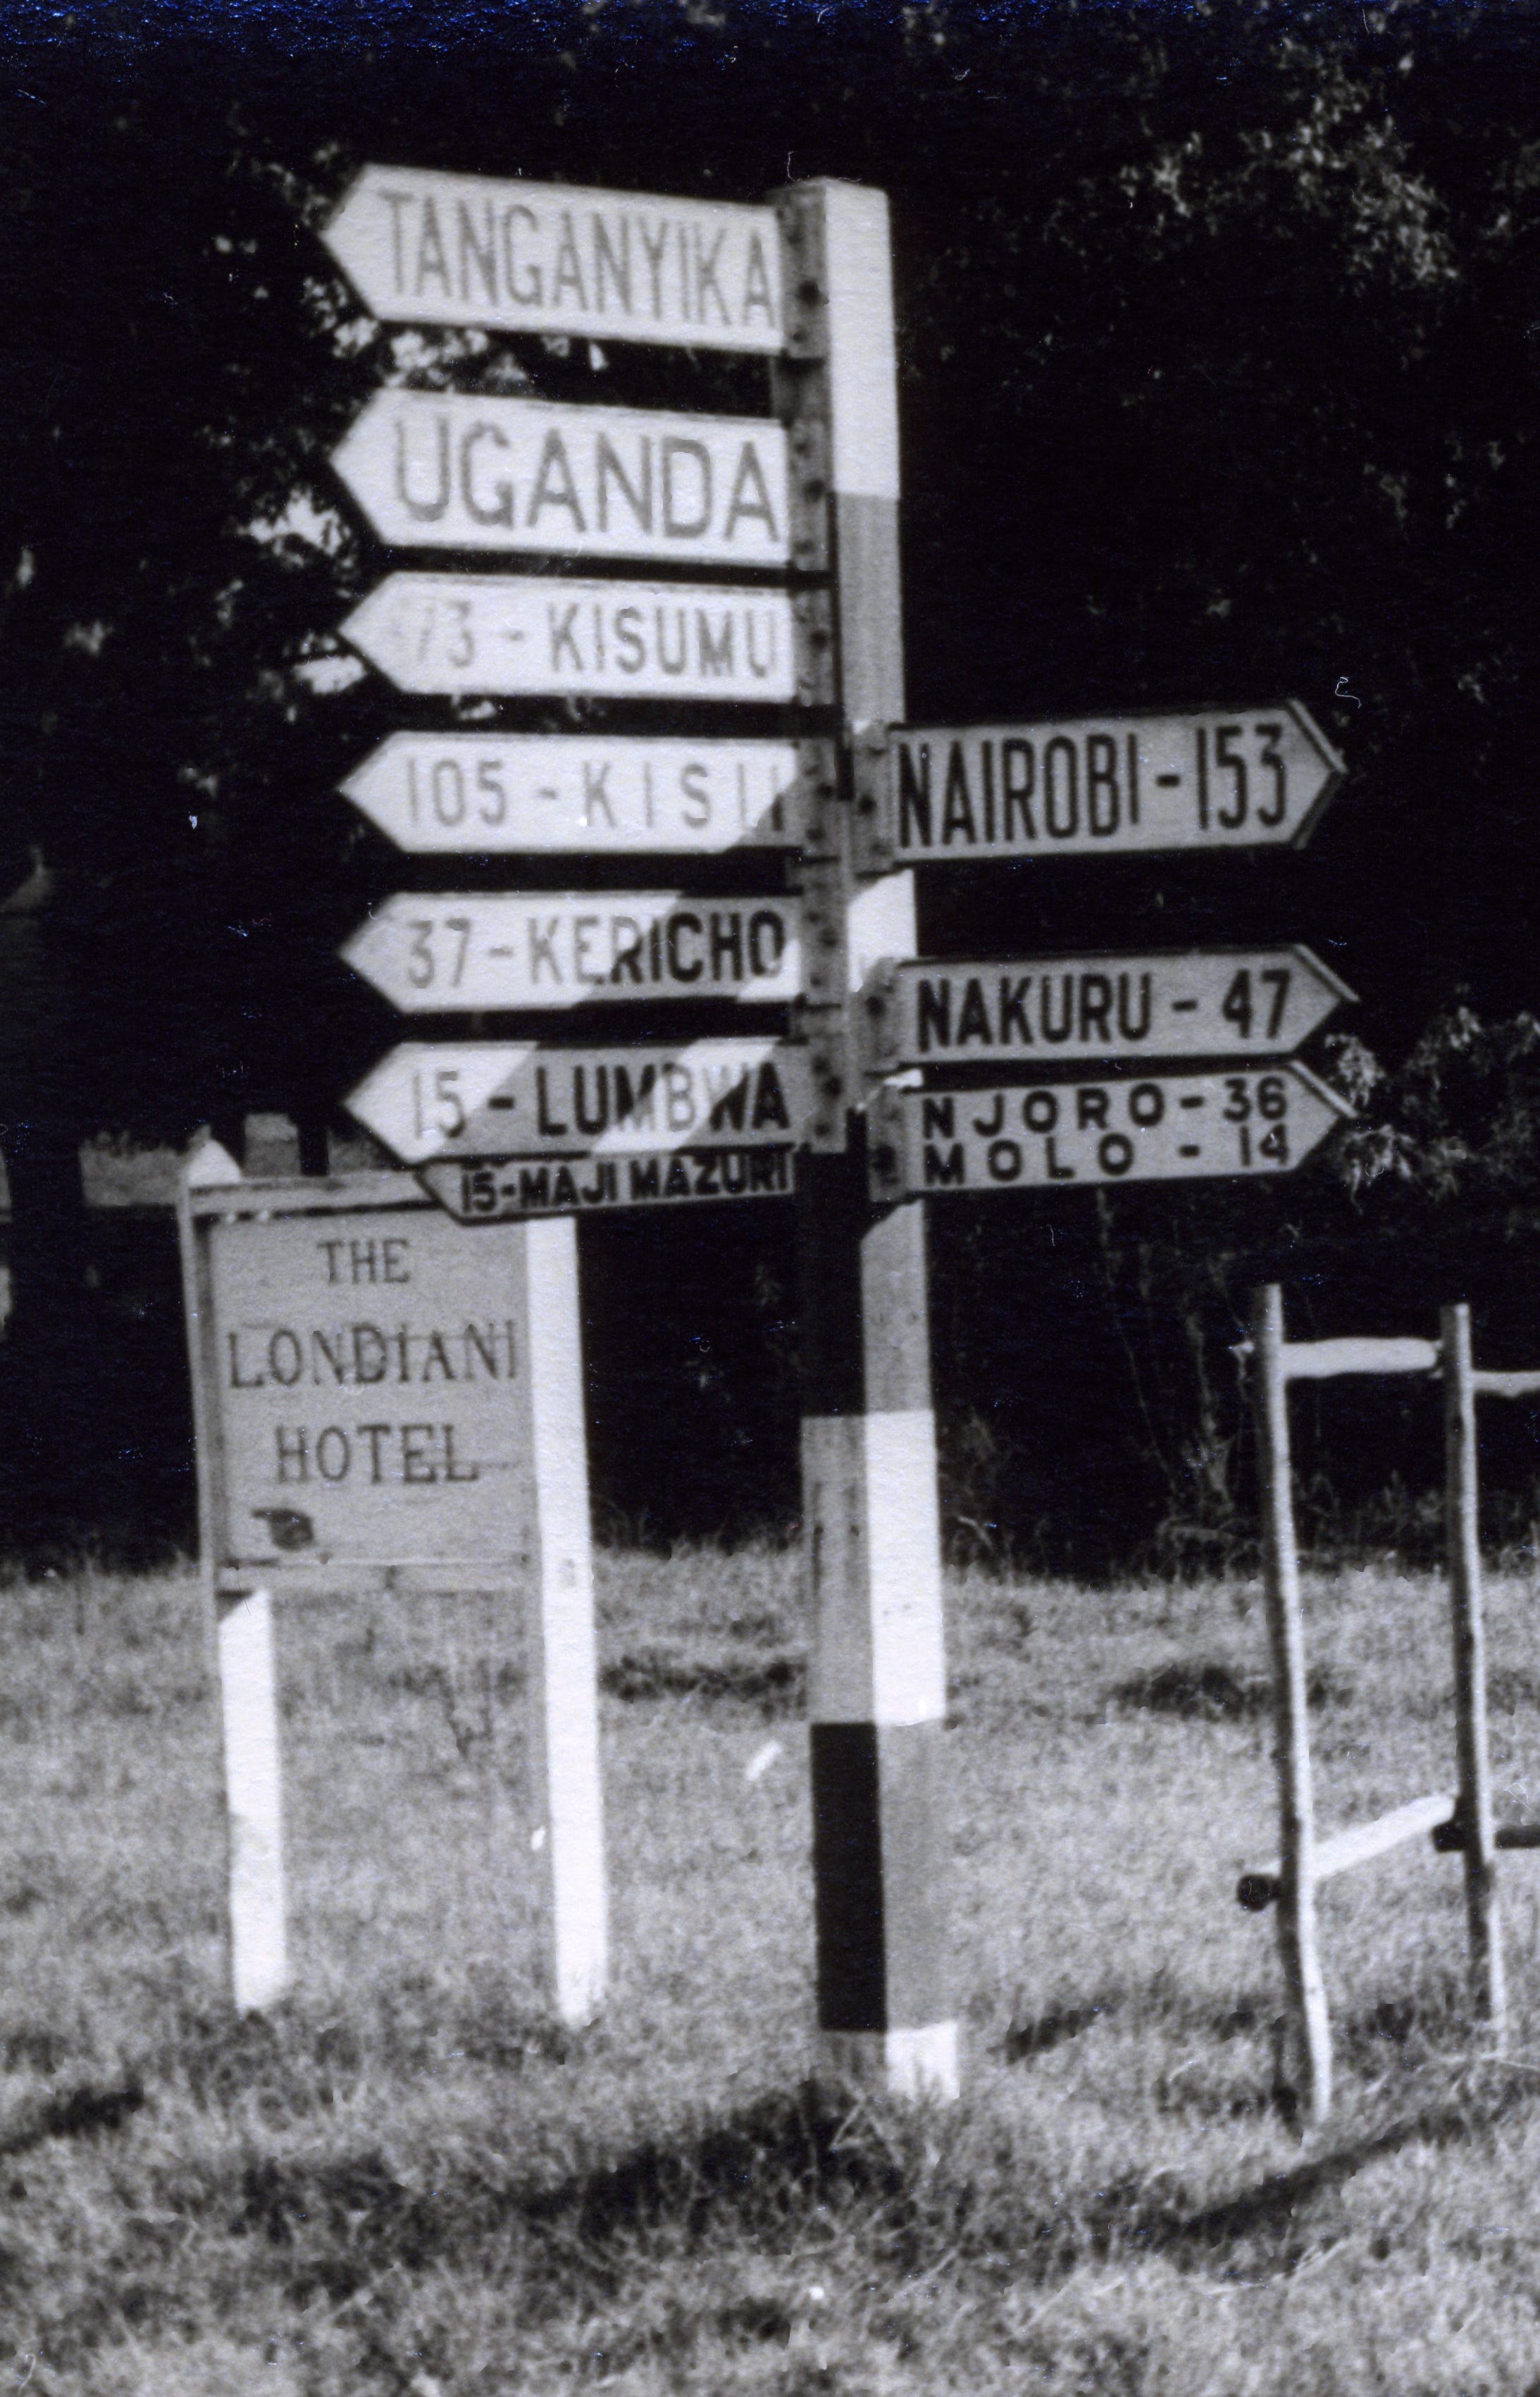 TANGANYIKA
UGANDA
73 - KISUMU
105 - KISII
37 - KERICHO
15 - LUMBWA
15 - MAJI MAZURI
NAIROBI - 153
NAKURU - 47
NJORO - 36
MOLO - 14
THE
LONDIANI
HOTEL